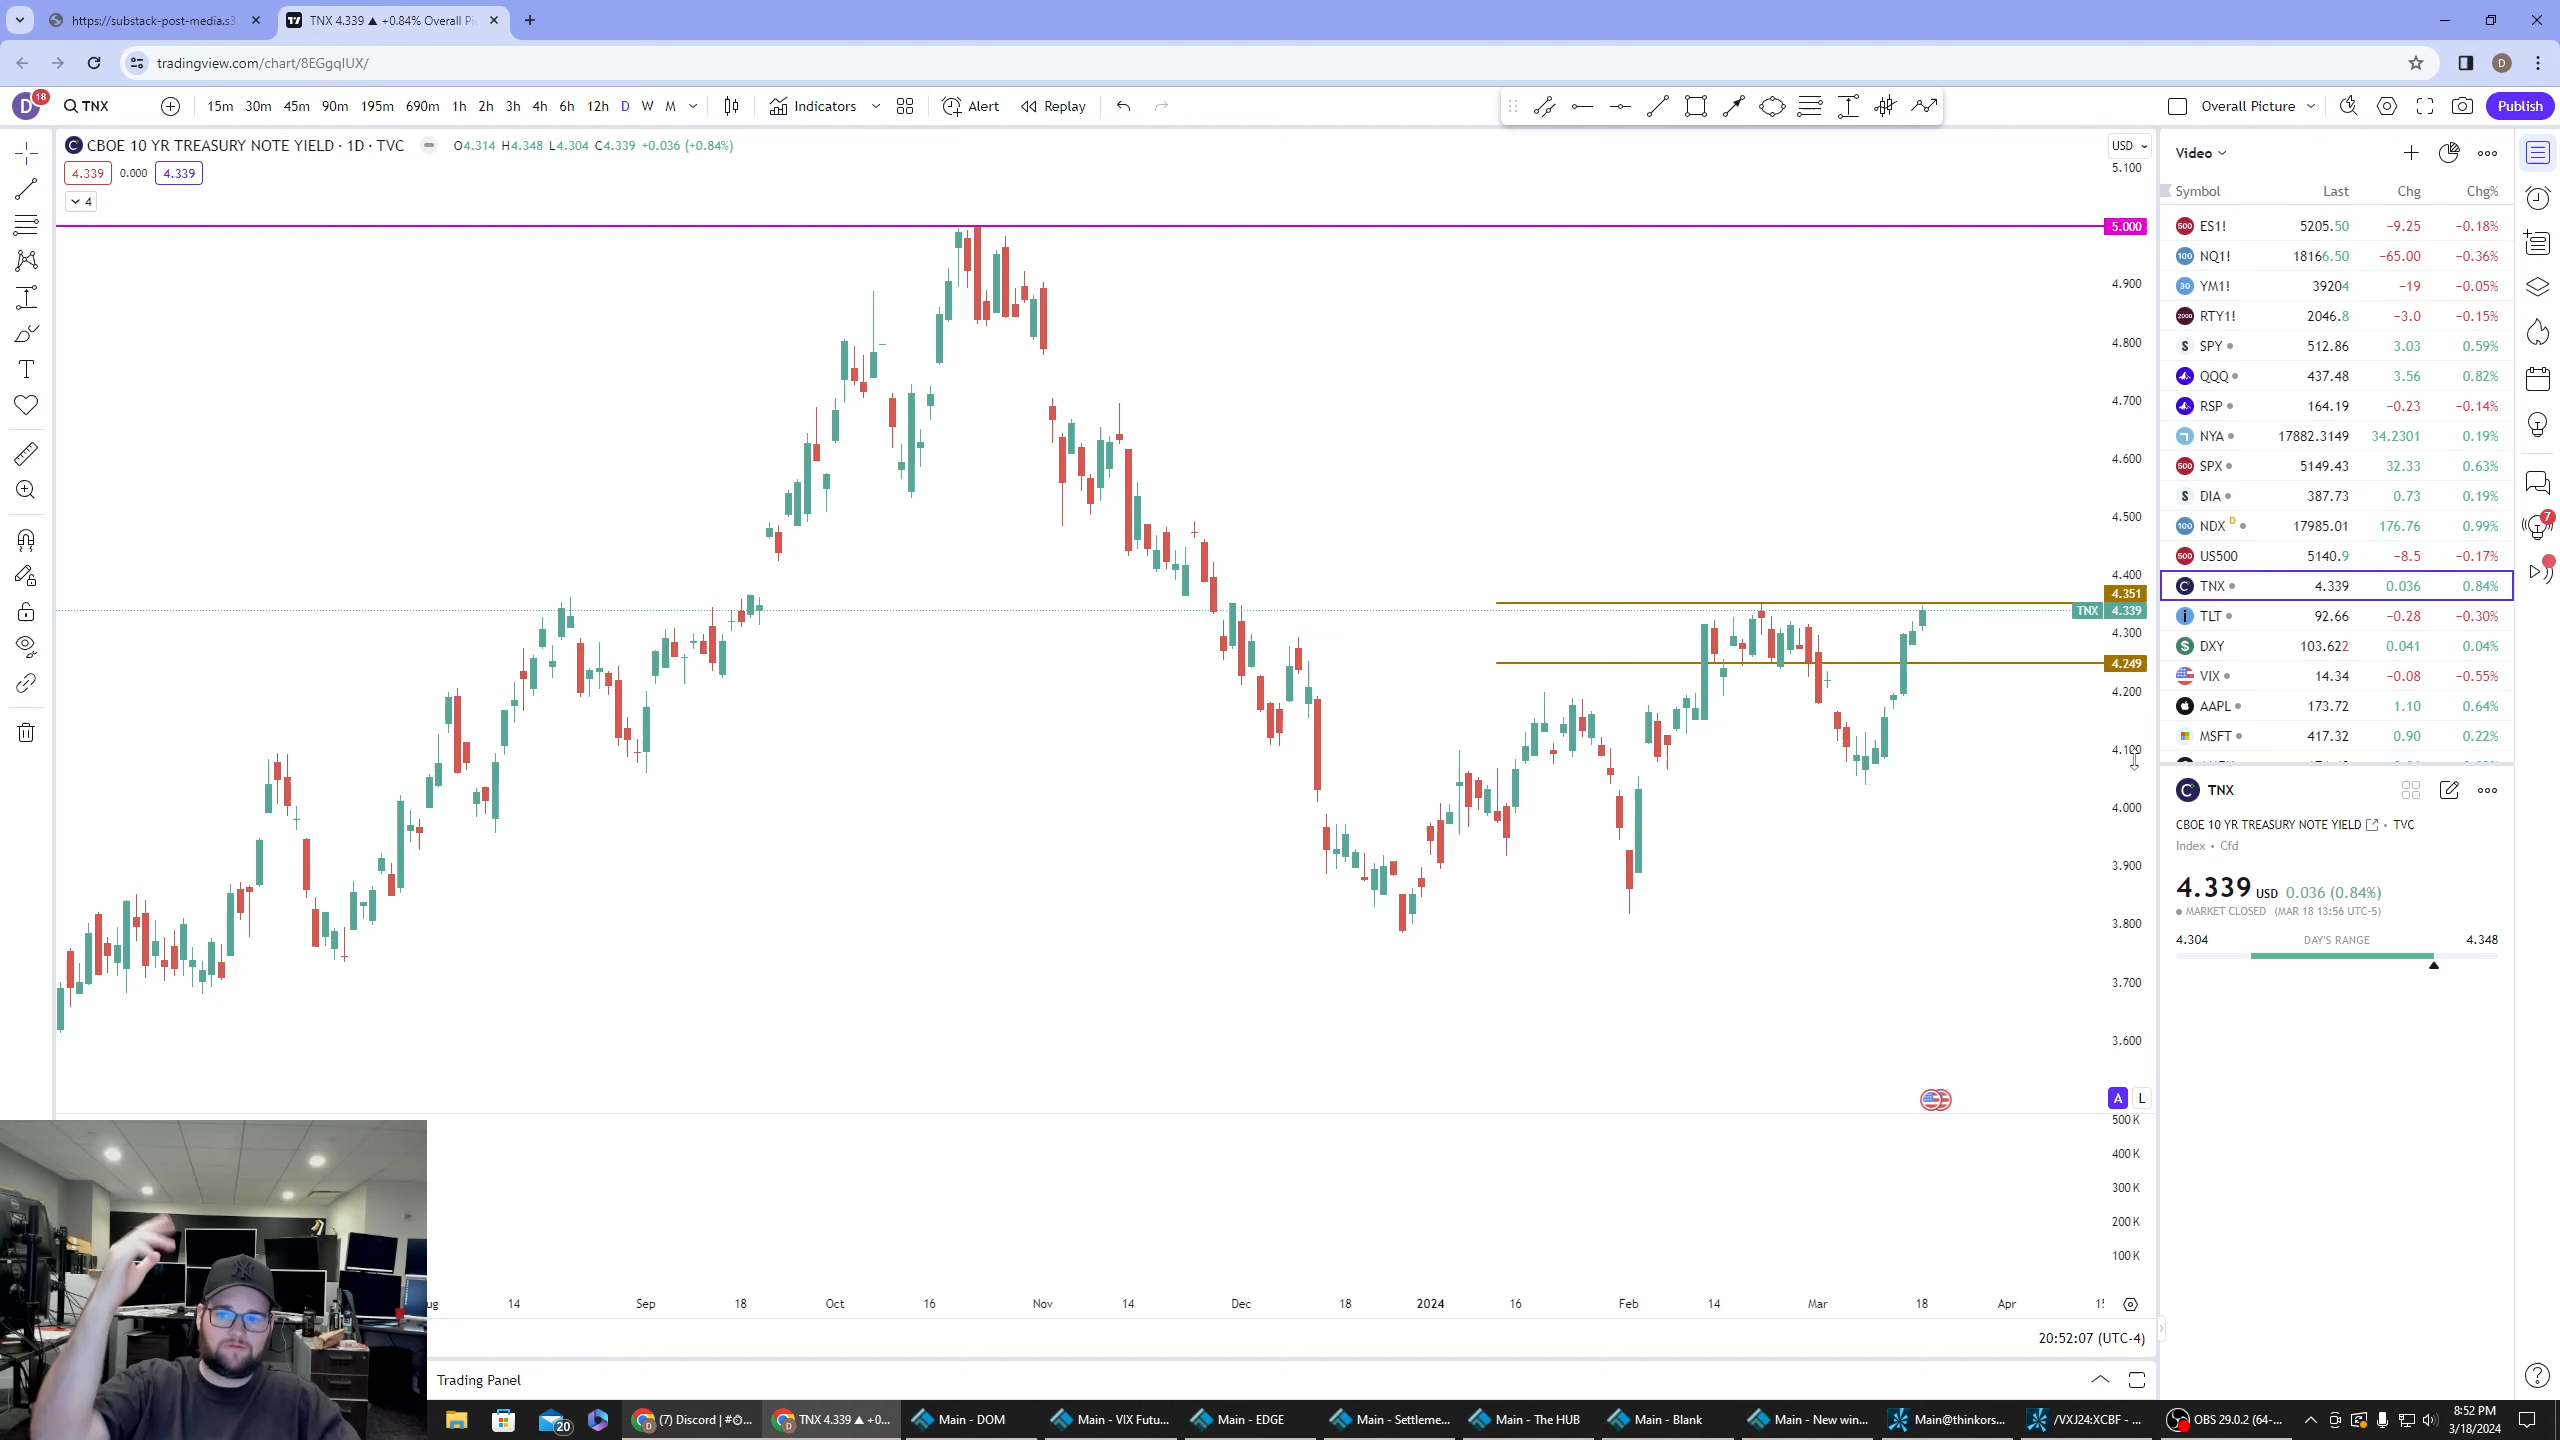 https://substack-post-media.s3
TNX 4.339 ▲ +0.84% Overall Pi
tradingview.com/chart/8EGgqIUX/
D 18 TNX 15m 30m 45m 90m 195m 690m 1h 2h 3h 4h 6h 12h D W M Indicators Alert Replay Overall Picture Publish
CBOE 10 YR TREASURY NOTE YIELD · 1D · TVC O4.314 H4.348 L4.304 C4.339 +0.036 (+0.84%)
4.339 0.000 4.339
4
USD
5.100
5.000
4.900
4.800
4.700
4.600
4.500
4.400
4.351
TNX 4.339
4.300
4.249
4.200
4.100
4.000
3.900
3.800
3.700
3.600
A L
500 K
400 K
300 K
200 K
100 K
ug 14 Sep 18 Oct 16 Nov 14 Dec 18 2024 16 Feb 14 Mar 18 Apr
20:52:07 (UTC-4)
Trading Panel
Video
Symbol Last Chg Chg%
ES1! 5205.50 −9.25 −0.18%
NQ1! 18166.50 −65.00 −0.36%
YM1! 39204 −19 −0.05%
RTY1! 2046.8 −3.0 −0.15%
SPY 512.86 3.03 0.59%
QQQ 437.48 3.56 0.82%
RSP 164.19 −0.23 −0.14%
NYA 17882.3149 34.2301 0.19%
SPX 5149.43 32.33 0.63%
DIA 387.73 0.73 0.19%
NDX D 17985.01 176.76 0.99%
US500 5140.9 −8.5 −0.17%
TNX 4.339 0.036 0.84%
TLT 92.66 −0.28 −0.30%
DXY 103.622 0.041 0.04%
VIX 14.34 −0.08 −0.55%
AAPL 173.72 1.10 0.64%
MSFT 417.32 0.90 0.22%
TNX
CBOE 10 YR TREASURY NOTE YIELD • TVC
Index • Cfd
4.339 USD 0.036 (0.84%)
MARKET CLOSED (MAR 18 13:56 UTC-5)
4.304 DAY'S RANGE 4.348
7
20 (7) Discord | #... TNX 4.339 ▲ +0... Main - DOM Main - VIX Futu... Main - EDGE Main - Settleme... Main - The HUB Main - Blank Main - New win... Main@thinkors... /VXJ24:XCBF - ... OBS 29.0.2 (64-... 8:52 PM
3/18/2024